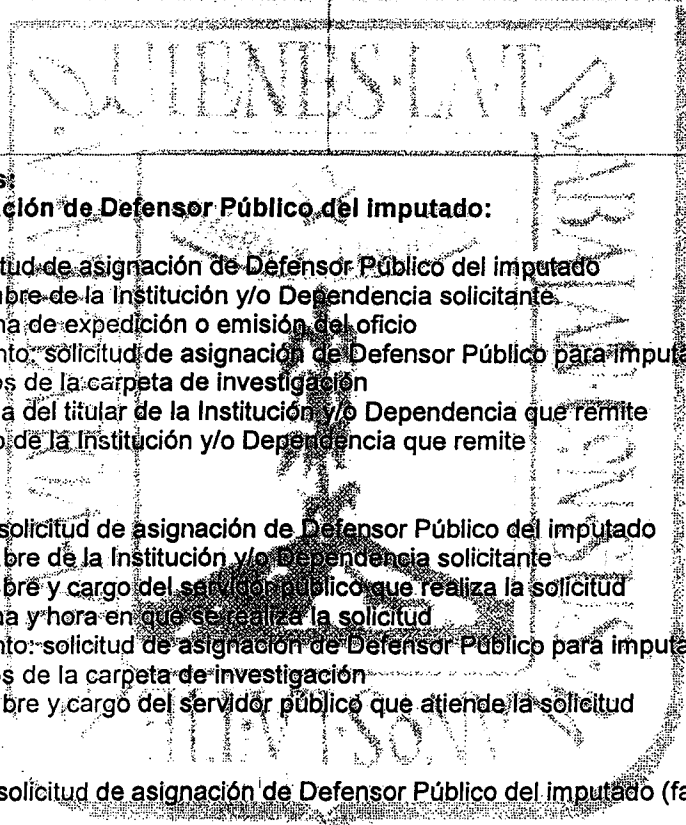 QUIENES·LA·T
s:
ción de Defensor Público del imputado:
tud de asignación de Defensor Público del imputado
bre de la Institución y/o Dependencia solicitante
a de expedición o emisión del oficio
nto: solicitud de asignación de Defensor Público para imputa
s de la carpeta de investigación
a del titular de la Institución y/o Dependencia que remite
o de la Institución y/o Dependencia que remite
solicitud de asignación de Defensor Público del imputado
bre de la Institución y/o Dependencia solicitante
bre y cargo del servidor público que realiza la solicitud
a y hora en que se realiza la solicitud
nto: solicitud de asignación de Defensor Público para imputa
s de la carpeta de investigación
bre y cargo del servidor público que atiende la solicitud
solicitud de asignación de Defensor Público del imputado (fa